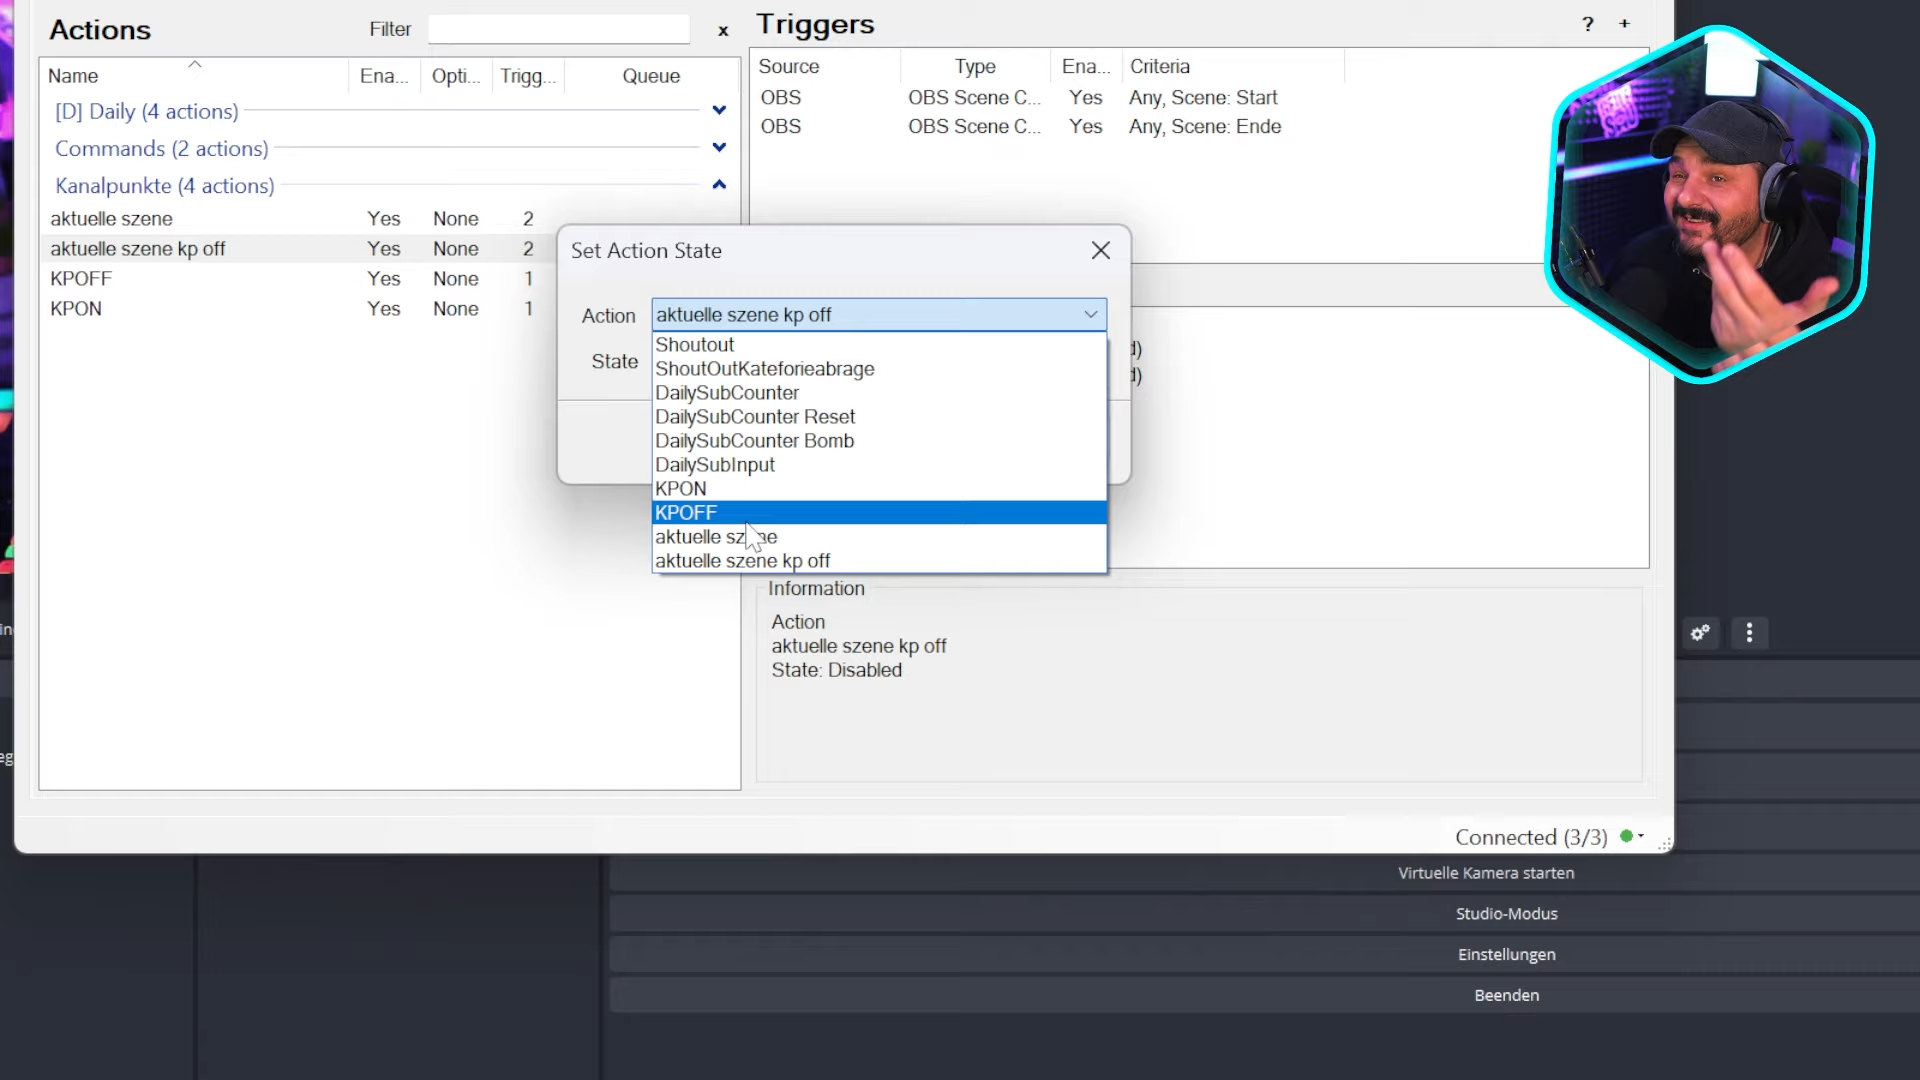 Actions
Filter
x
Name
Ena...
Opti...
Trigg...
Queue
[D] Daily (4 actions)
Commands (2 actions)
Kanalpunkte (4 actions)
aktuelle szene Yes None 2
aktuelle szene kp off Yes None 2
KPOFF Yes None 1
KPON Yes None 1
Triggers
? +
Source Type Ena... Criteria
OBS OBS Scene C... Yes Any, Scene: Start
OBS OBS Scene C... Yes Any, Scene: Ende
Set Action State
Action aktuelle szene kp off
State
Shoutout
ShoutOutKateforieabrage
DailySubCounter
DailySubCounter Reset
DailySubCounter Bomb
DailySubInput
KPON
KPOFF
aktuelle szene
aktuelle szene kp off
Information
Action
aktuelle szene kp off
State: Disabled
Connected (3/3)
Virtuelle Kamera starten
Studio-Modus
Einstellungen
Beenden